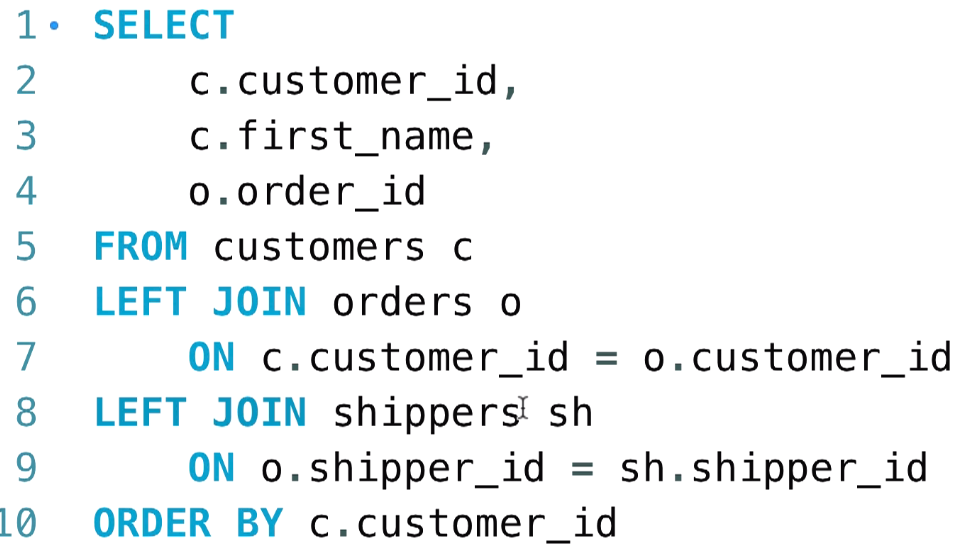 1 SELECT
2 c.customer_id,
3 c.first_name,
4 o.order_id
5 FROM customers c
6 LEFT JOIN orders o
7 ON c.customer_id = o.customer_id
8 LEFT JOIN shippers sh
9 ON o.shipper_id = sh.shipper_id
10 ORDER BY c.customer_id